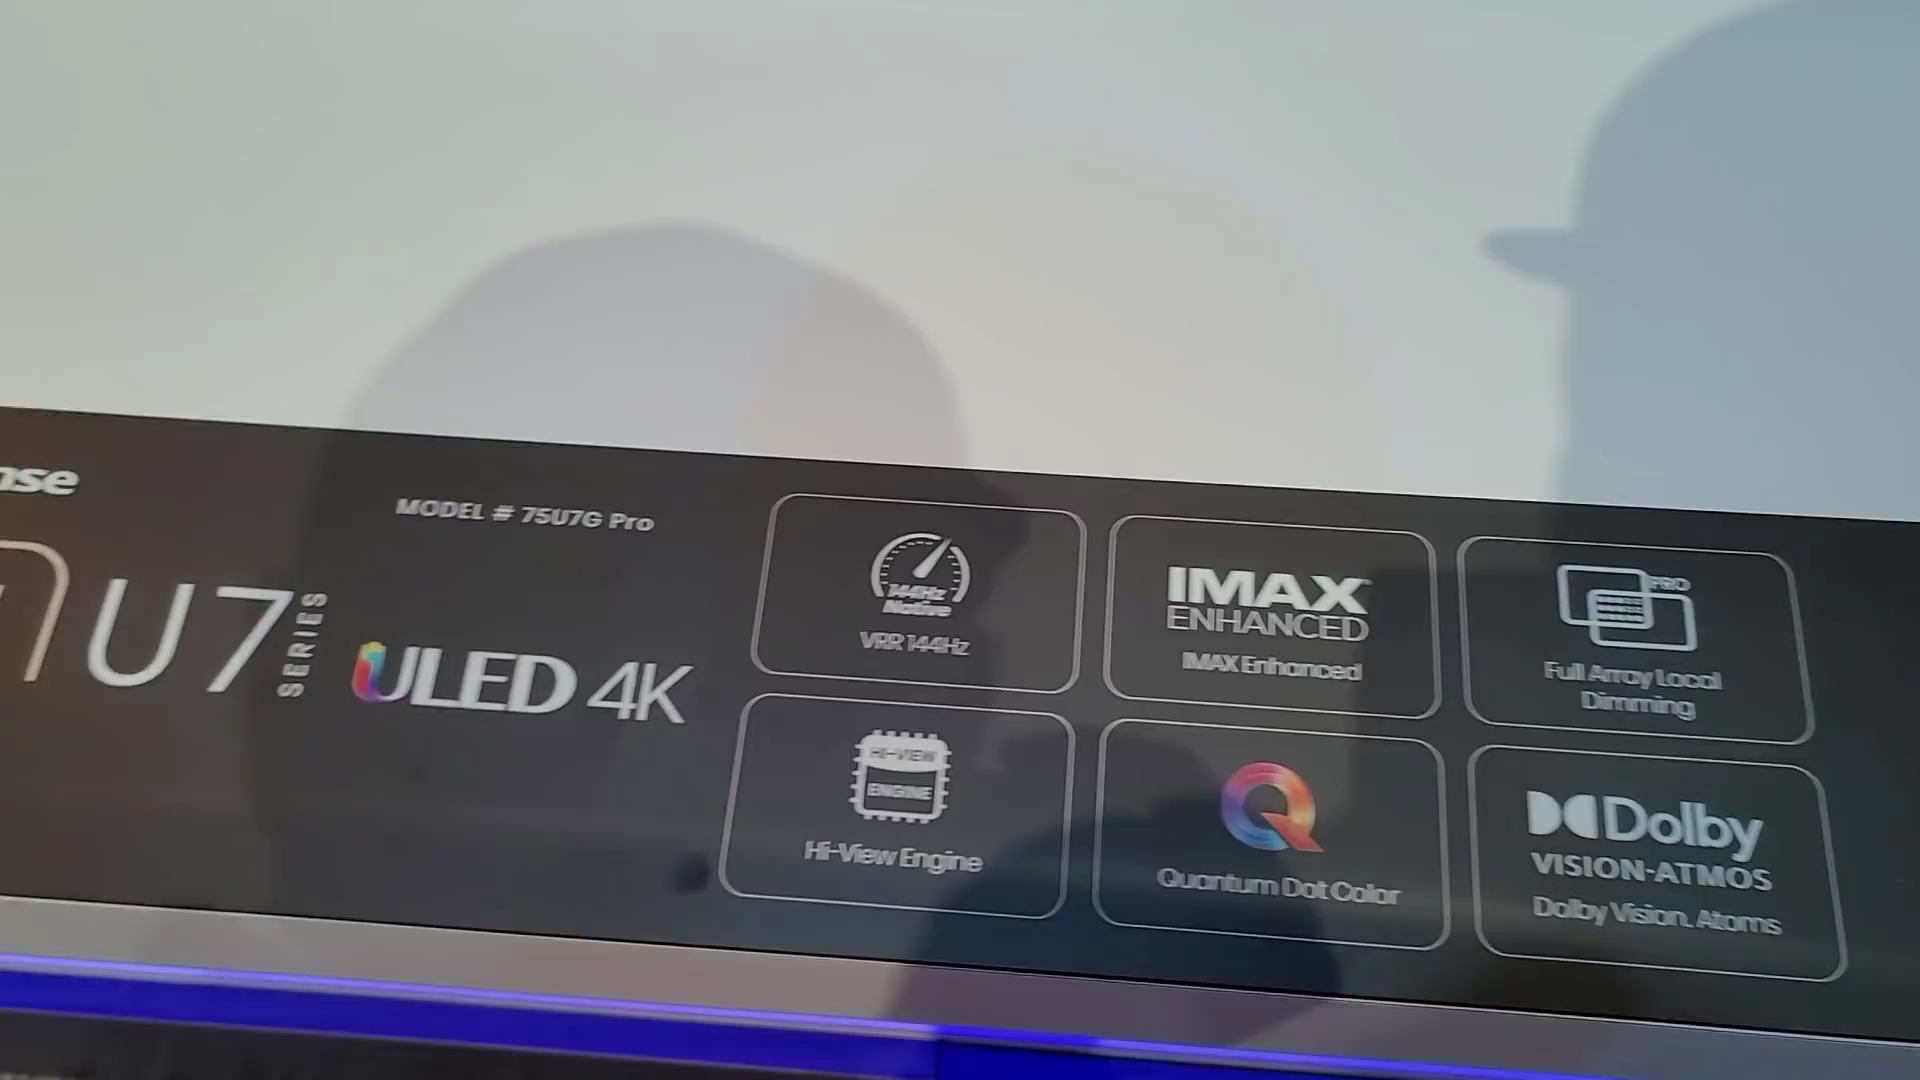 nse
MODEL # 75U7G Pro
U7
SERIES
ULED 4K
144Hz
Native
VRR 144Hz
IMAX
ENHANCED
IMAX Enhanced
PRO
Full Array Local
Dimming
HI-VIEW
ENGINE
Hi-View Engine
Quantum Dot Color
Dolby
VISION·ATMOS
Dolby Vision. Atoms